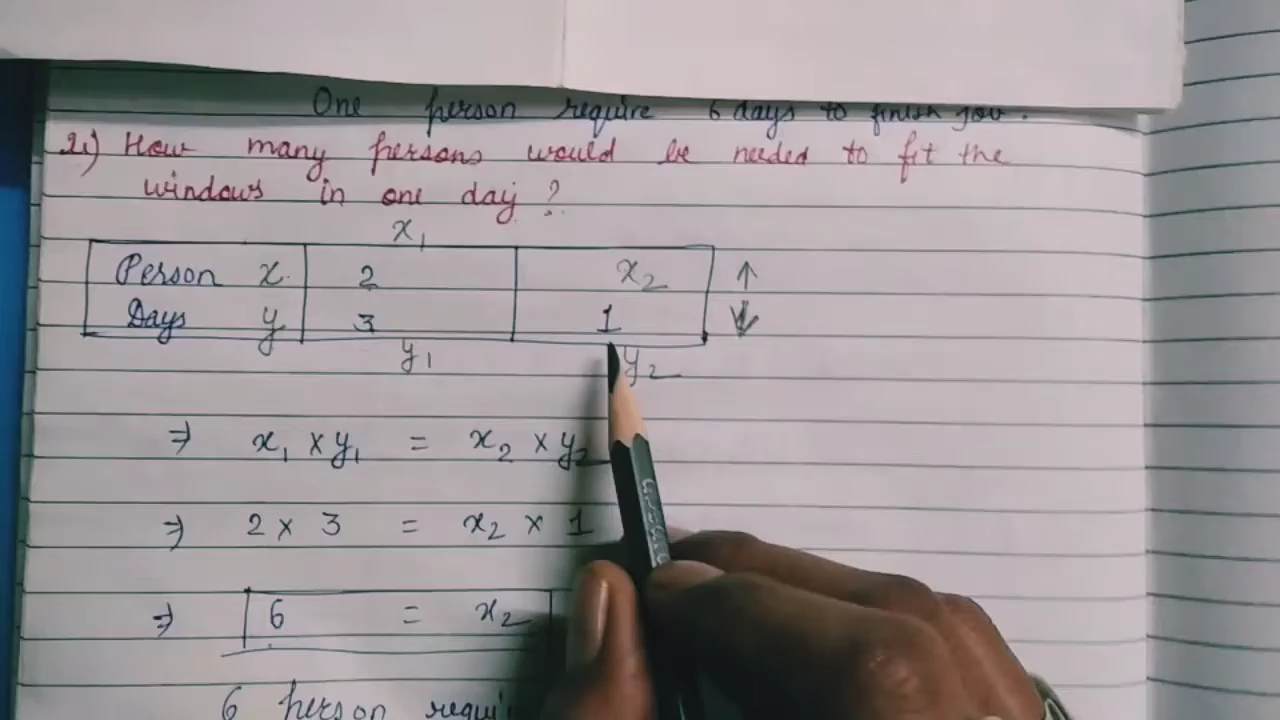 One person require 6 days to finish
2i) How many persons would be needed to fit the
windows in one day ?
x₁
Person x 2 x₂ ↑
Days y 3 1 ↓
y₁ y₂
⇒ x₁ × y₁ = x₂ × y₂
⇒ 2 × 3 = x₂ × 1
⇒ 6 = x₂
6 person